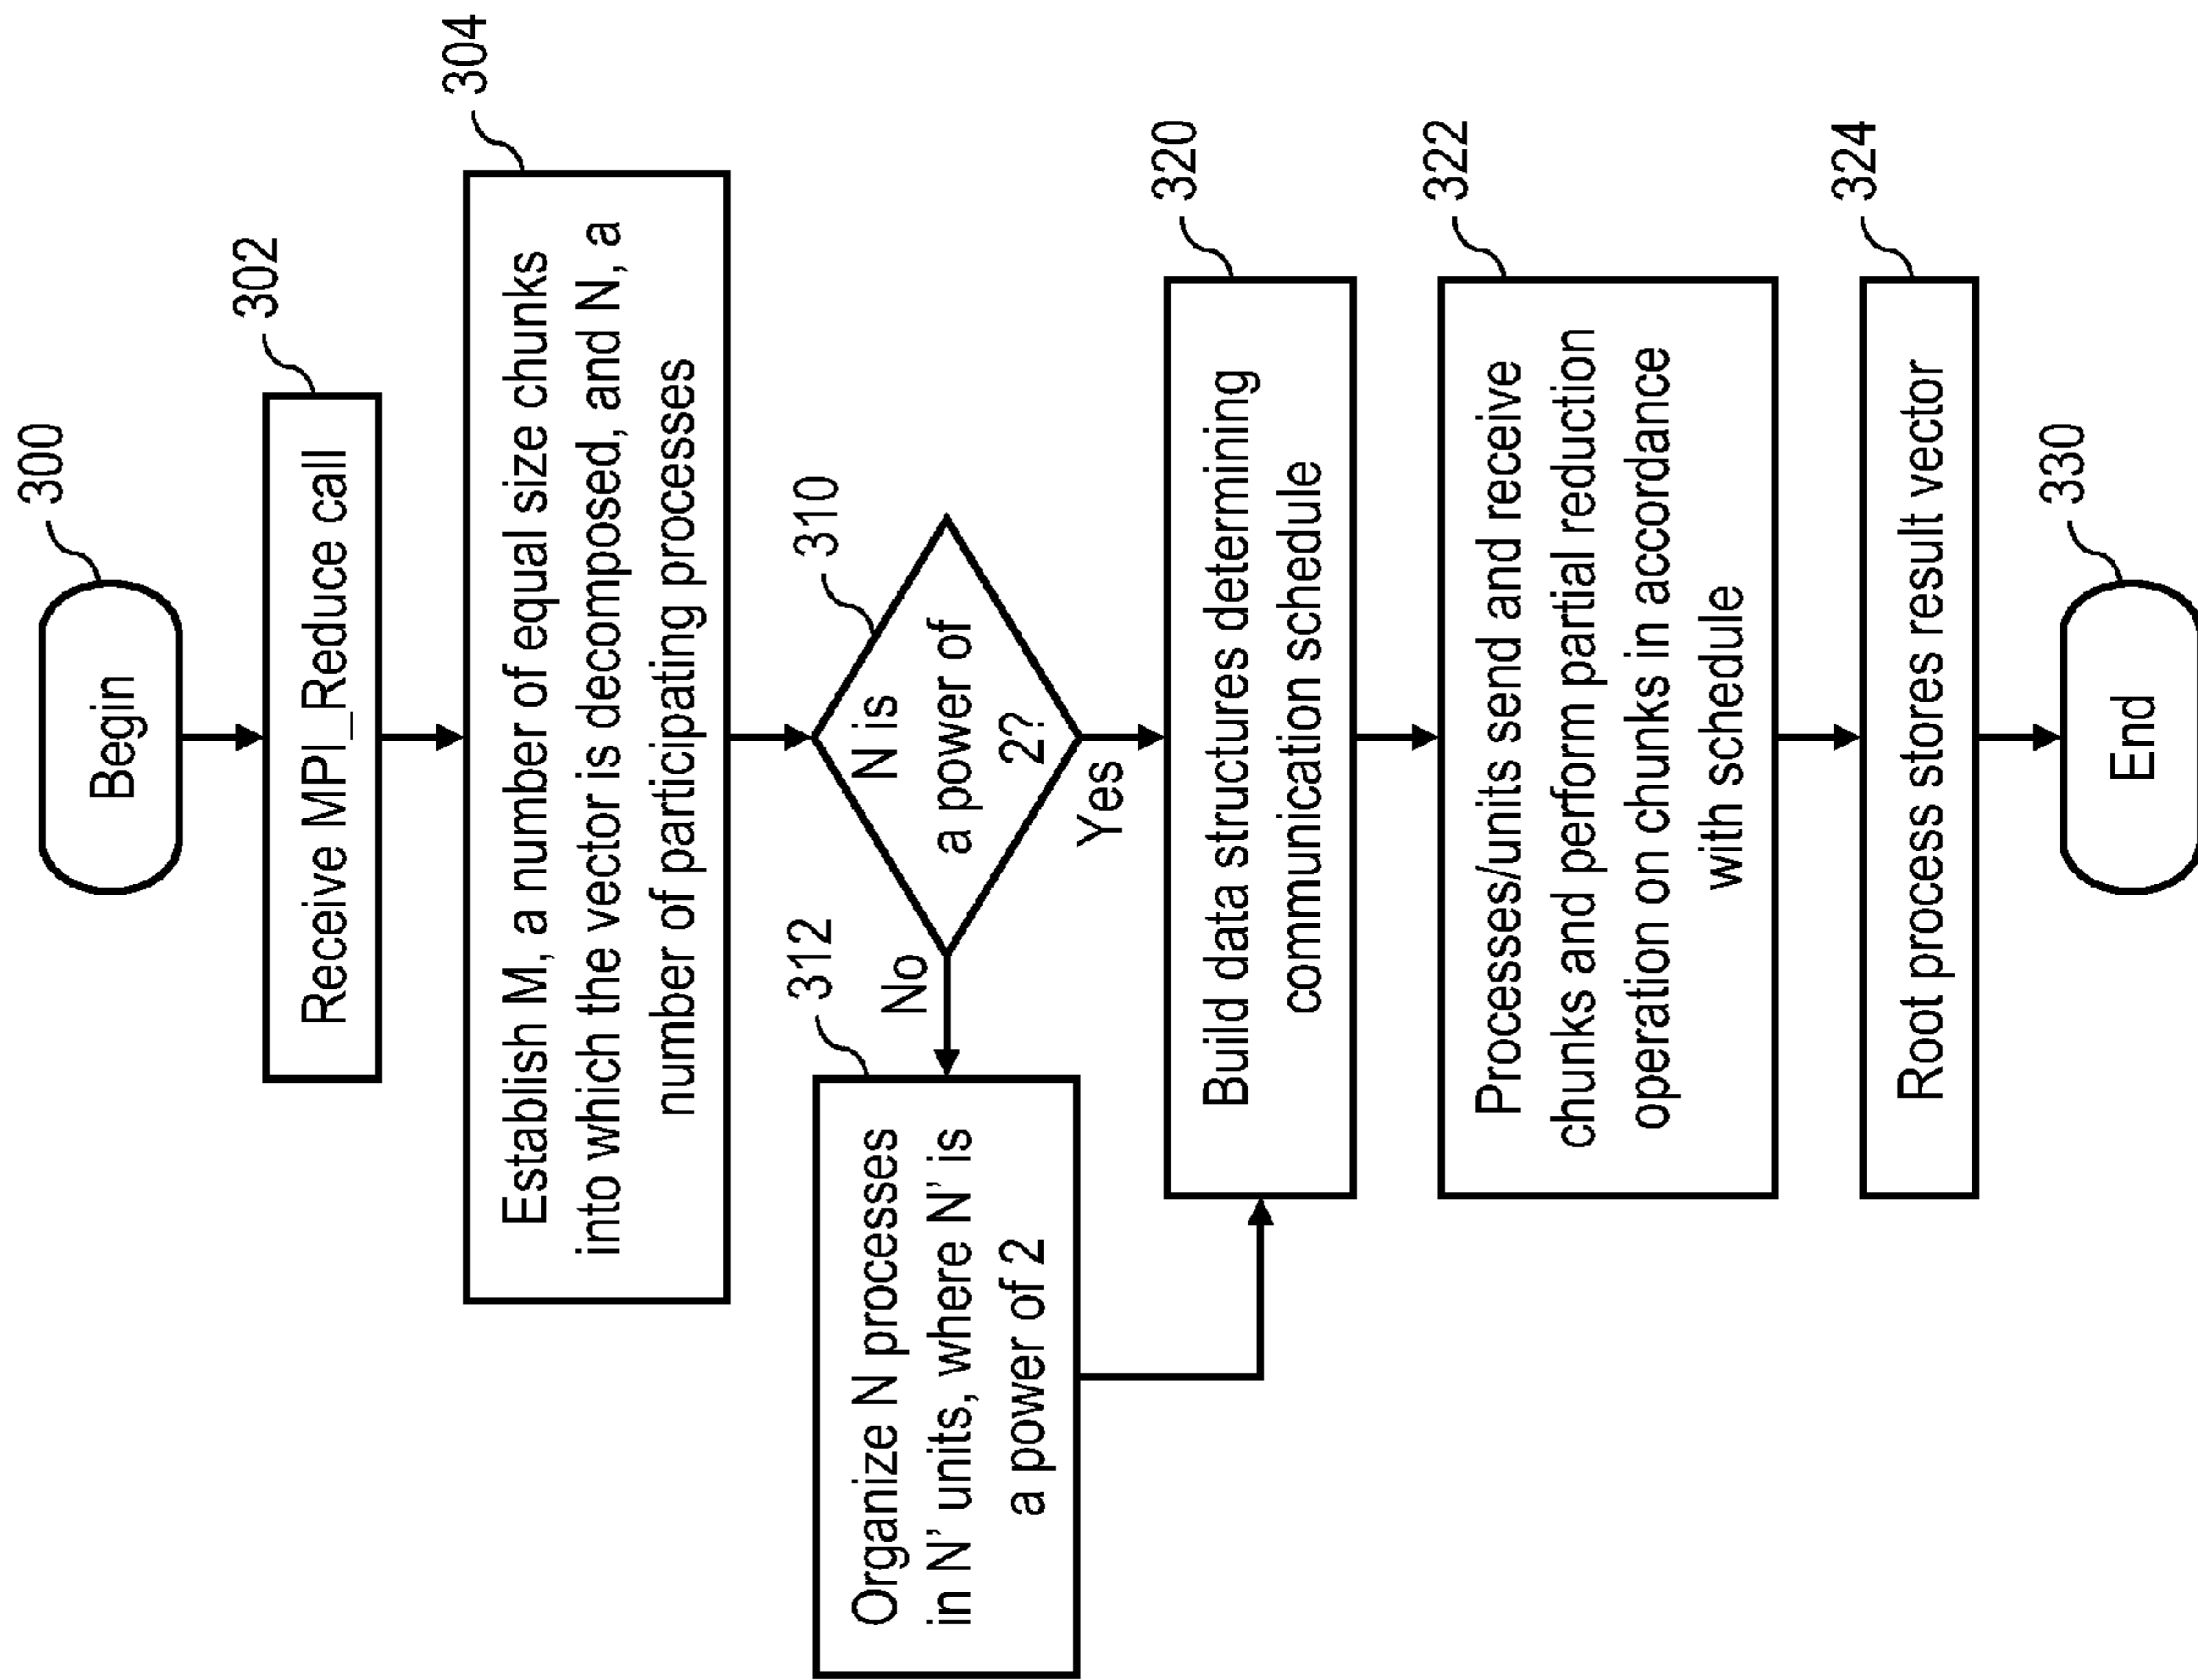 300
Begin
302
Receive MPI_Reduce call
304
Establish M, a number of equal size chunks
into which the vector is decomposed, and N, a
number of participating processes
310
N is
a power of
2?
No
Yes
312
Organize N processes
in N' units, where N' is
a power of 2
320
Build data structures determining
communication schedule
322
Processes/units send and receive
chunks and perform partial reduction
operation on chunks in accordance
with schedule
324
Root process stores result vector
330
End